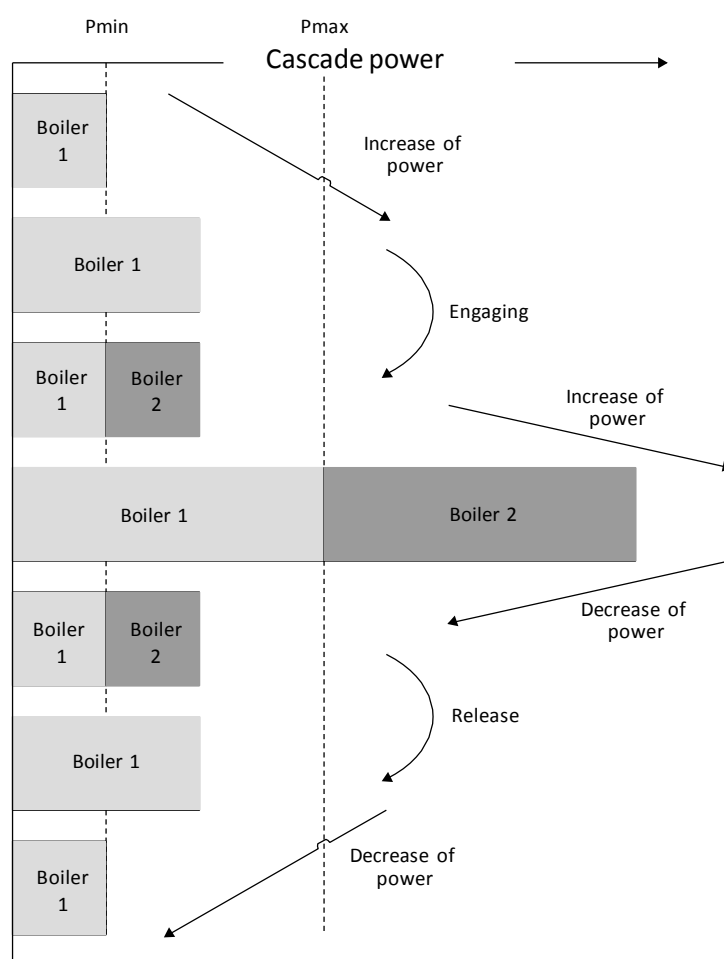 Pmin
Pmax
Cascade power
Boiler
1
Increase of
power
Boiler 1
Engaging
Boiler
1
Boiler
2
Increase of
power
Boiler 1
Boiler 2
Decrease of
power
Boiler
1
Boiler
2
Release
Boiler 1
Decrease of
power
Boiler
1